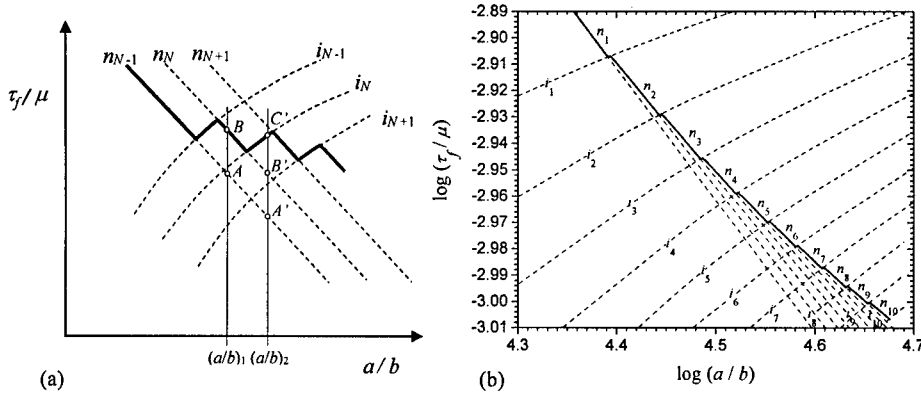 τf/μ
nN-1
nN
nN+1
iN-1
iN
iN+1
B
C'
A
B'
A'
(a/b)1
(a/b)2
a/b
(a)
log (τf/μ)
-2.89
-2.90
-2.91
-2.92
-2.93
-2.94
-2.95
-2.96
-2.97
-2.98
-2.99
-3.00
-3.01
n1
n2
n3
n4
n5
n6
n7
n8
n9
n10
i1
i2
i3
i4
i5
i6
i7
4.3
4.4
4.5
4.6
4.7
log (a/b)
(b)